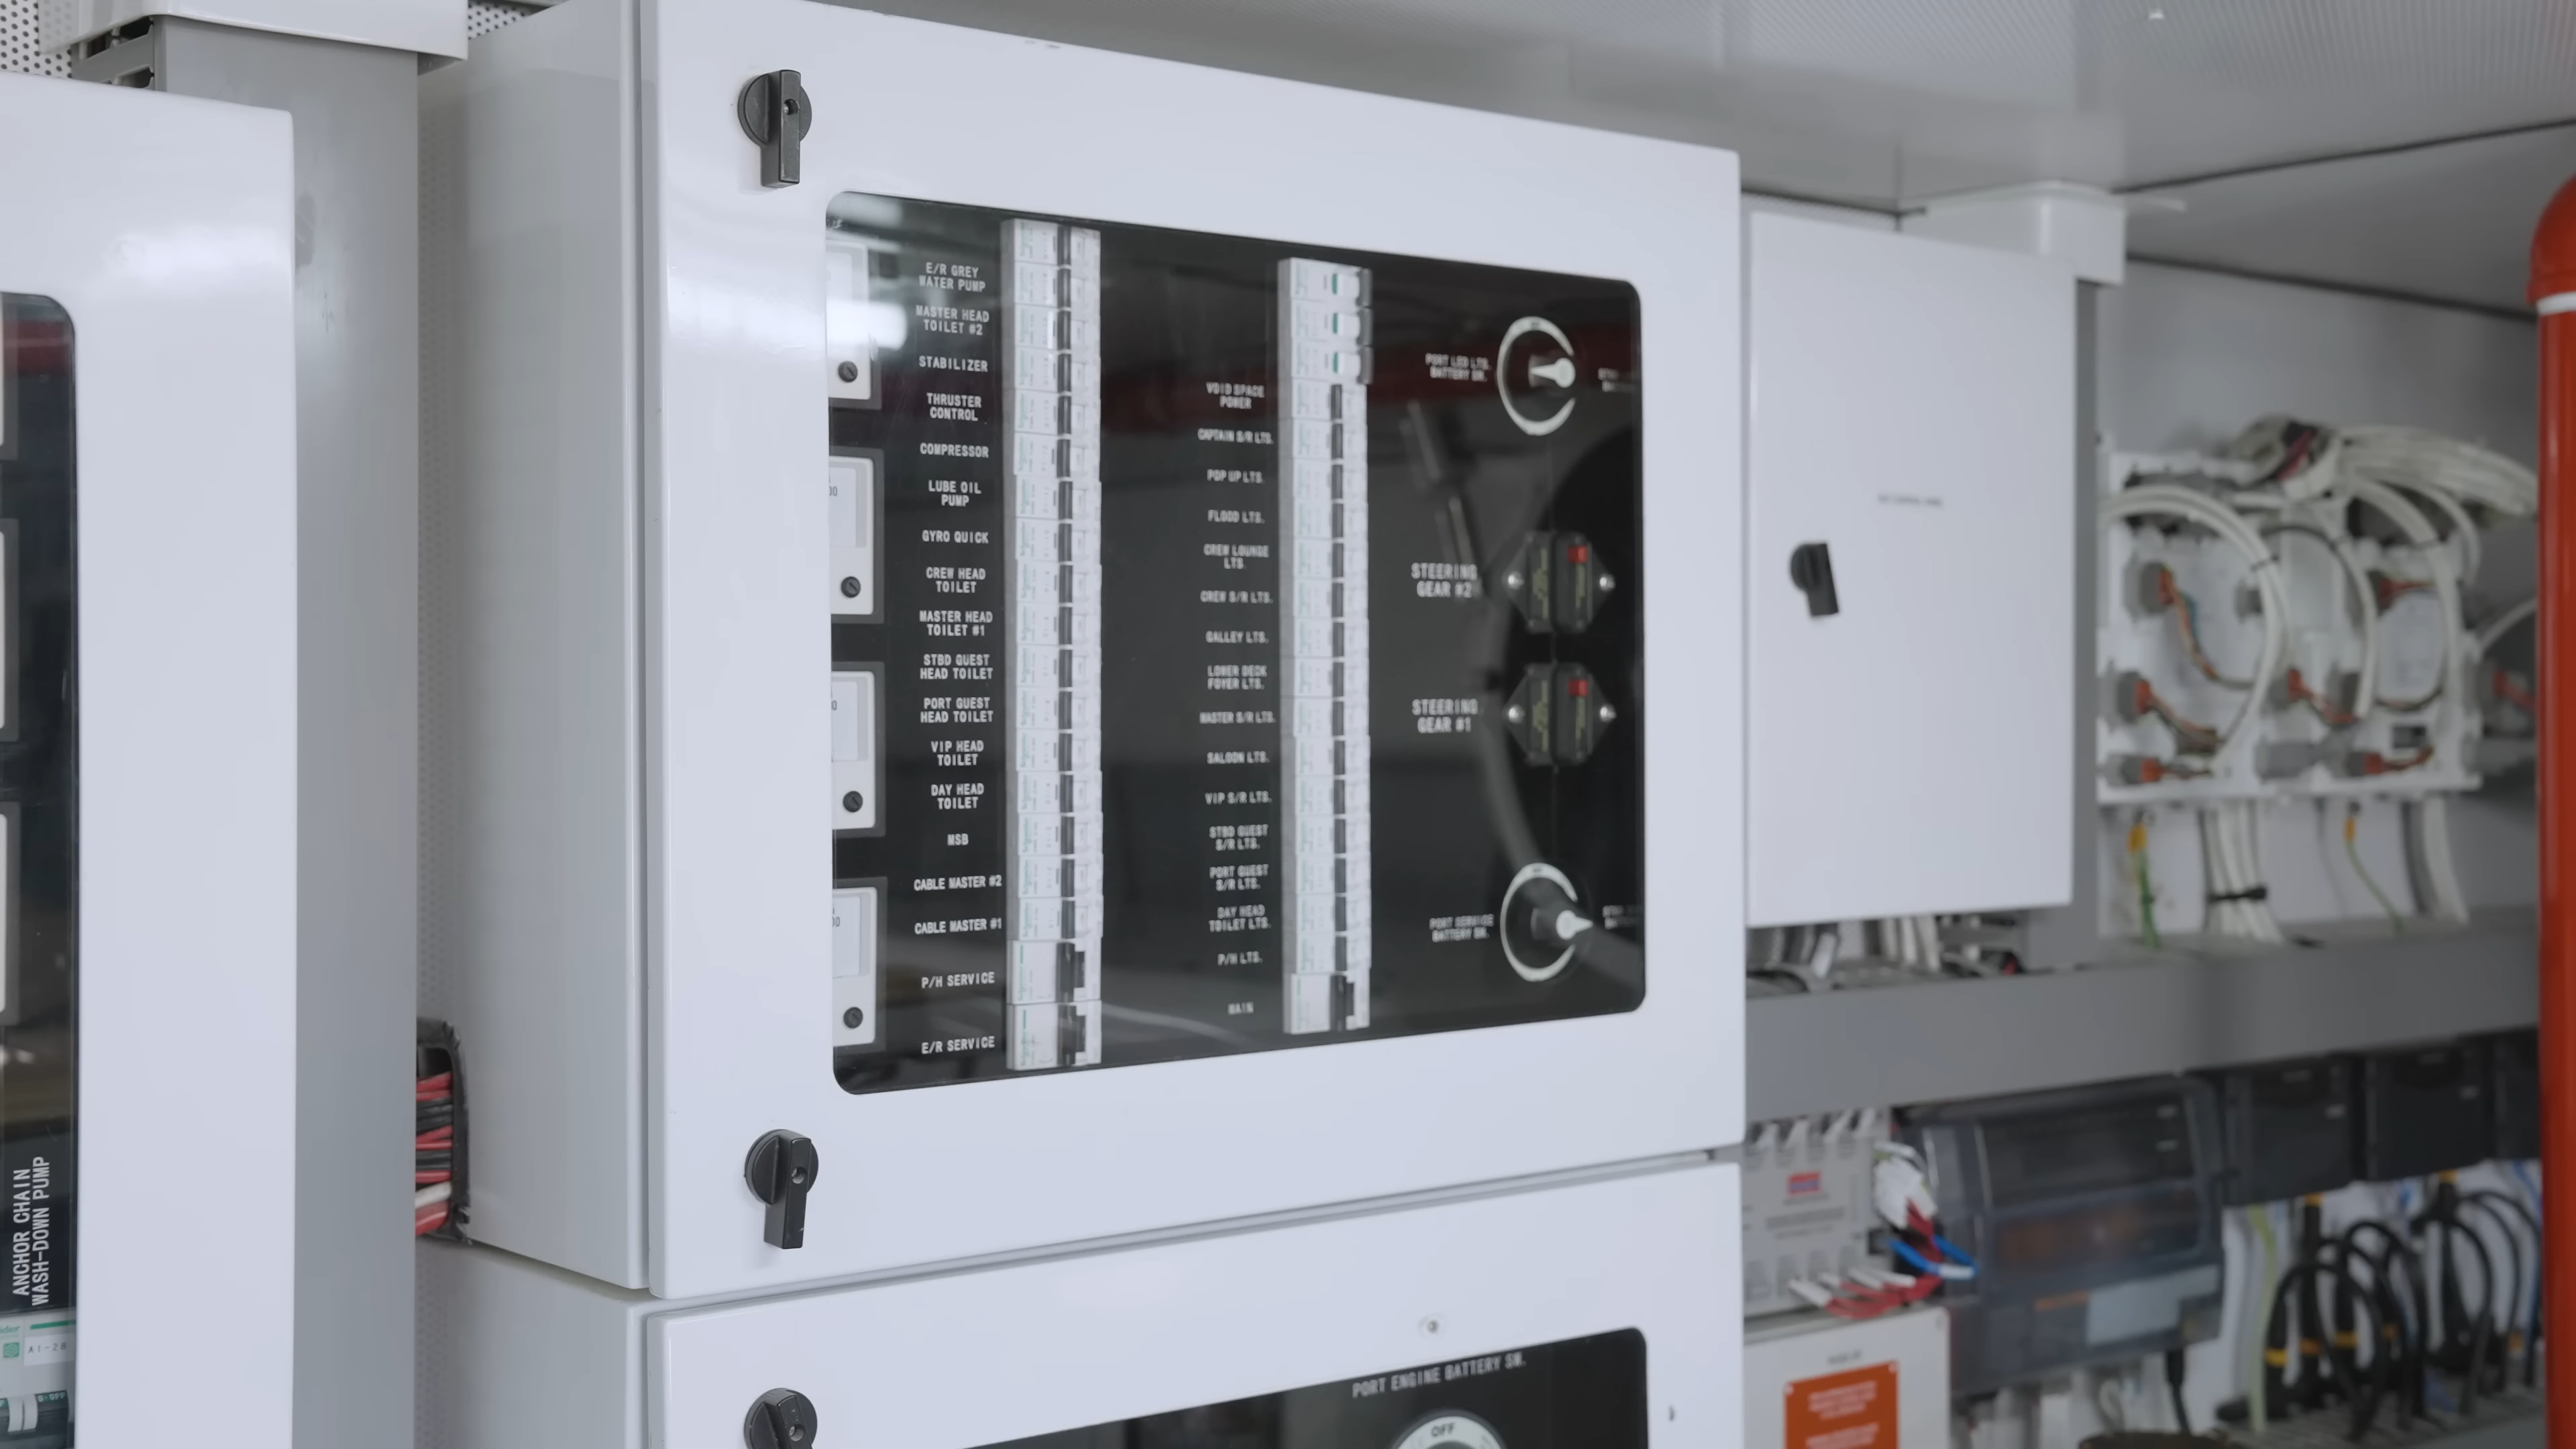 E/R GREY
WATER PUMP
MASTER HEAD
TOILET #2
STABILIZER
THRUSTER
CONTROL
COMPRESSOR
LUBE OIL
PUMP
GYRO QUICK
CREW HEAD
TOILET
MASTER HEAD
TOILET #1
STBD GUEST
HEAD TOILET
PORT GUEST
HEAD TOILET
VIP HEAD
TOILET
DAY HEAD
TOILET
MSB
CABLE MASTER #2
CABLE MASTER #1
P/H SERVICE
E/R SERVICE
VOID SPACE
POWER
CAPTAIN S/R LTS.
POP UP LTS.
FLOOD LTS.
CREW LOUNGE
LTS.
CREW S/R LTS.
GALLEY LTS.
LOWER DECK
FOYER LTS.
MASTER S/R LTS.
SALOON LTS.
VIP S/R LTS.
STBD GUEST
S/R LTS.
PORT GUEST
S/R LTS.
DAY HEAD
TOILET LTS.
P/H LTS.
MAIN
PORT LED LTS.
BATTERY SW.
STEERING
GEAR #2
STEERING
GEAR #1
PORT SERVICE
BATTERY SW.
ANCHOR CHAIN
WASH-DOWN PUMP
A1-28
PORT ENGINE BATTERY SW.
OFF